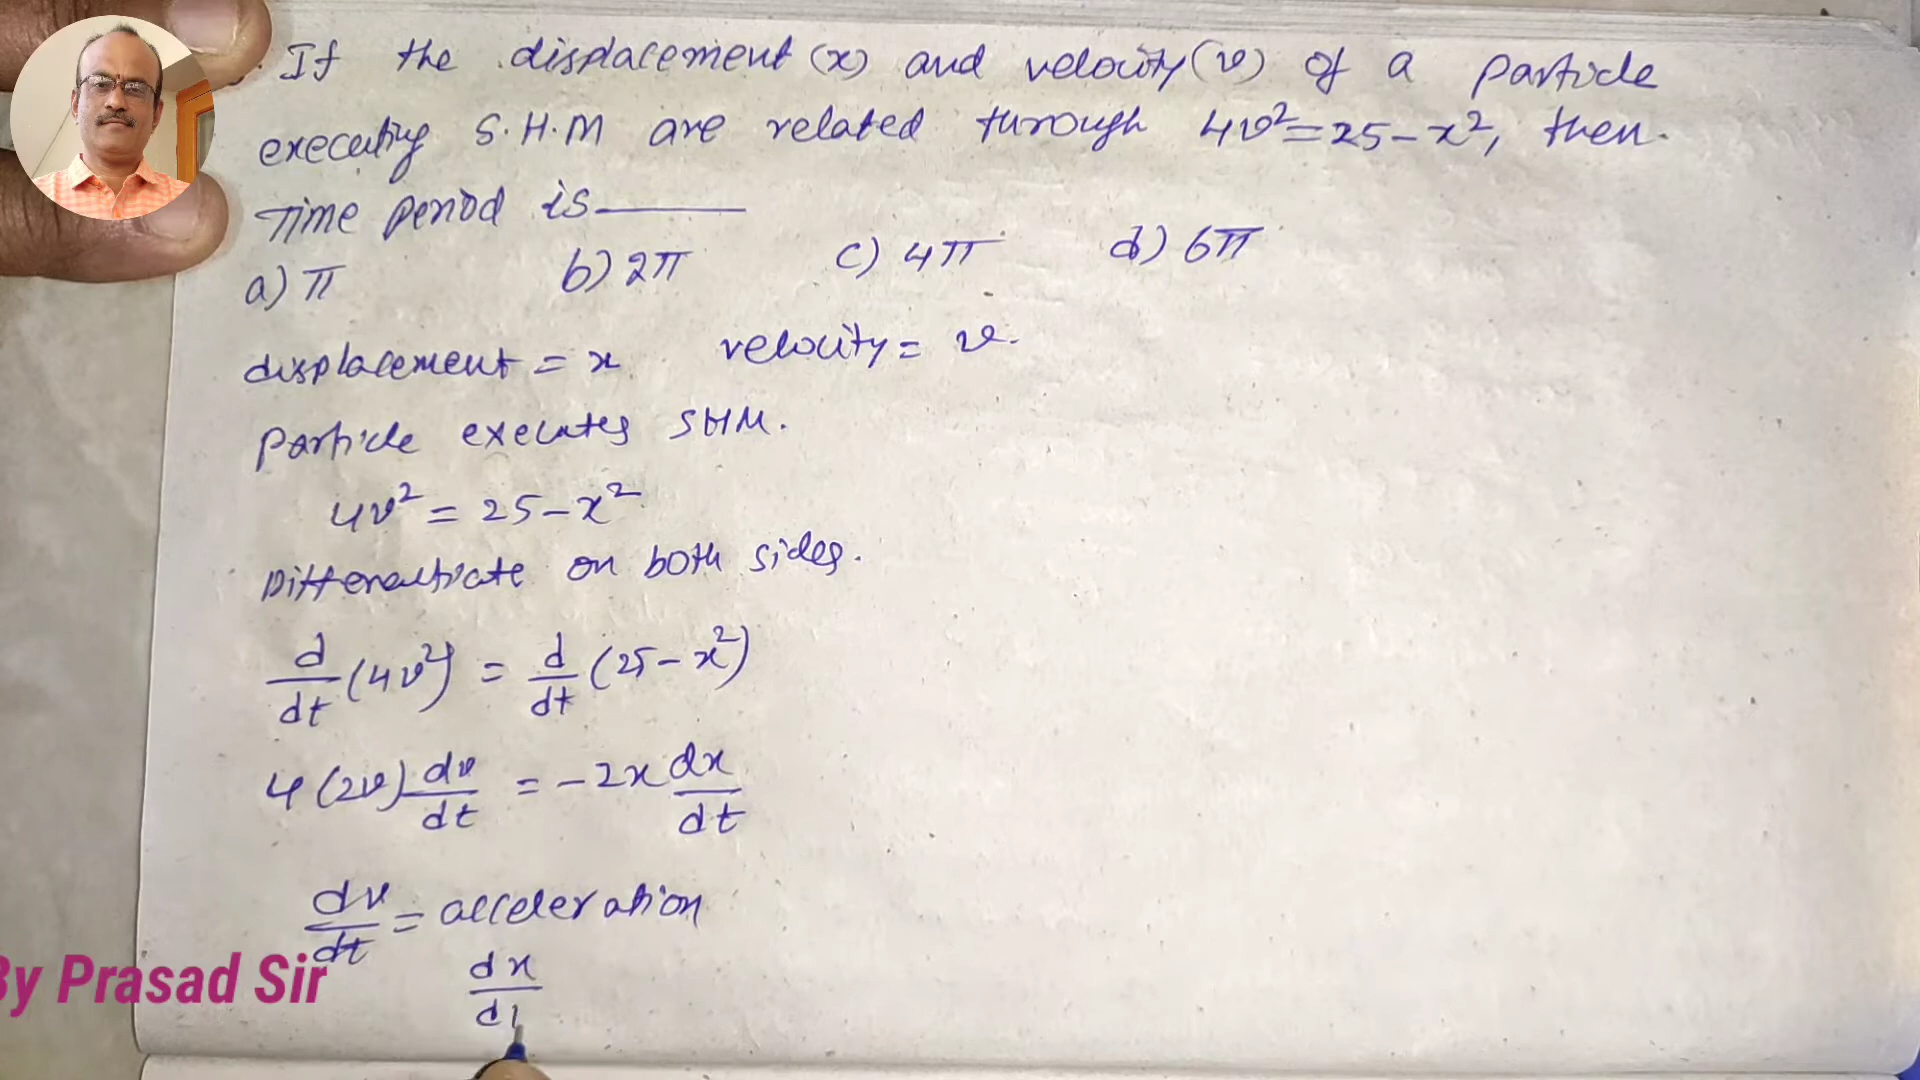 If the displacement (x) and velocity (v) of a particle
executing S.H.M are related through 4v²=25-x², then.
Time period is ______
a) π b) 2π c) 4π d) 6π
displacement = x velocity = v.
Particle executes SHM.
4v² = 25-x²
Differentiate on both sides.
d/dt (4v²) = d/dt (25-x²)
4(2v) dv/dt = -2x dx/dt
dv/dt = acceleration
By Prasad Sir
dx
d